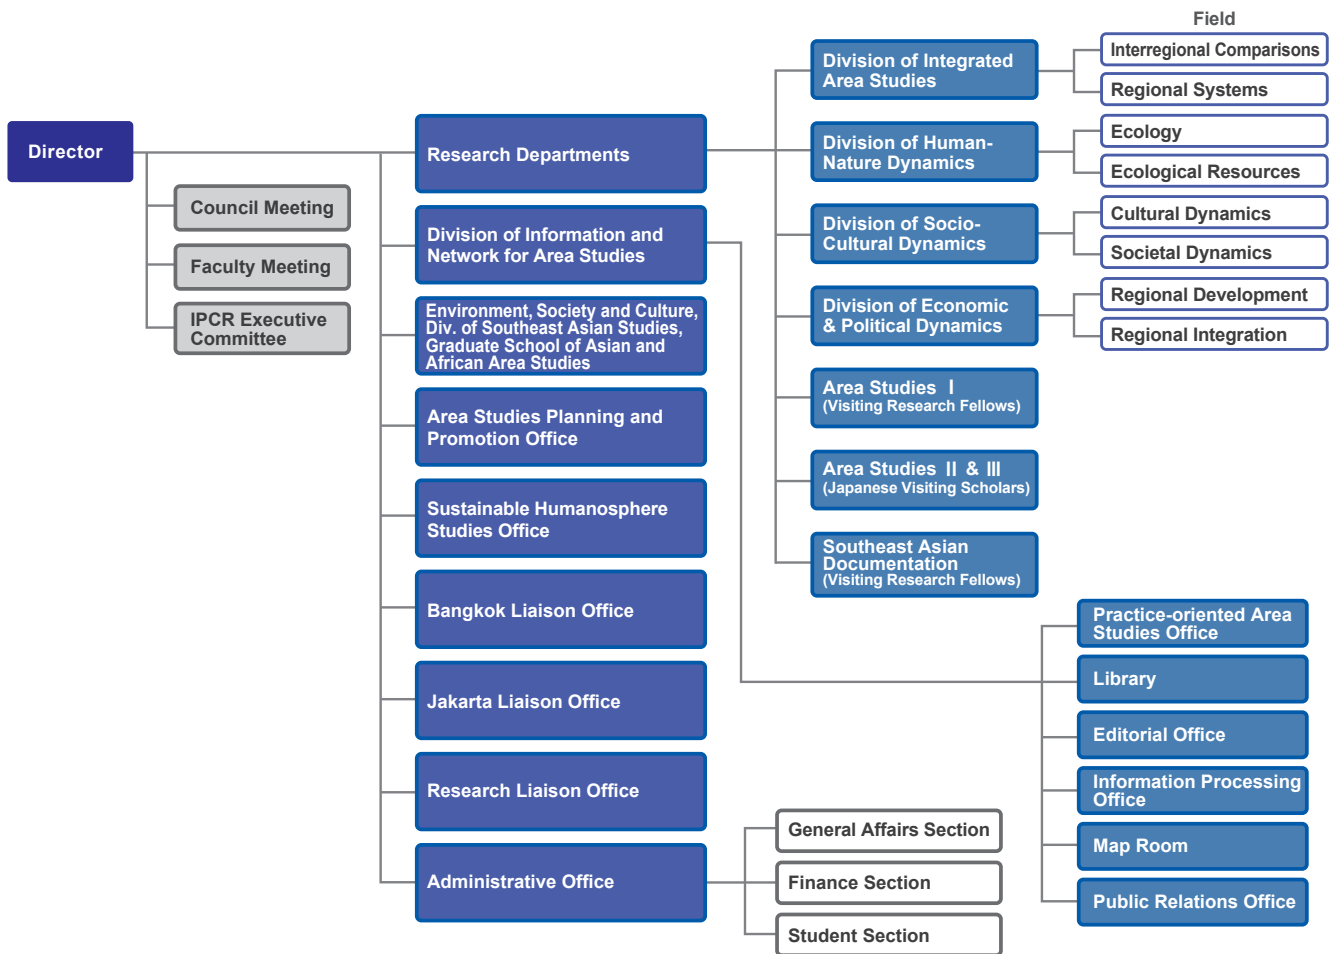 Director
Council Meeting
Faculty Meeting
IPCR Executive
Committee
Research Departments
Division of Information and
Network for Area Studies
Environment, Society and Culture,
Div. of Southeast Asian Studies,
Graduate School of Asian and
African Area Studies
Area Studies Planning and
Promotion Office
Sustainable Humanosphere
Studies Office
Bangkok Liaison Office
Jakarta Liaison Office
Research Liaison Office
Administrative Office
General Affairs Section
Finance Section
Student Section
Division of Integrated
Area Studies
Division of Human-
Nature Dynamics
Division of Socio-
Cultural Dynamics
Division of Economic
& Political Dynamics
Area Studies Ⅰ
(Visiting Research Fellows)
Area Studies Ⅱ & Ⅲ
(Japanese Visiting Scholars)
Southeast Asian
Documentation
(Visiting Research Fellows)
Field
Interregional Comparisons
Regional Systems
Ecology
Ecological Resources
Cultural Dynamics
Societal Dynamics
Regional Development
Regional Integration
Practice-oriented Area
Studies Office
Library
Editorial Office
Information Processing
Office
Map Room
Public Relations Office